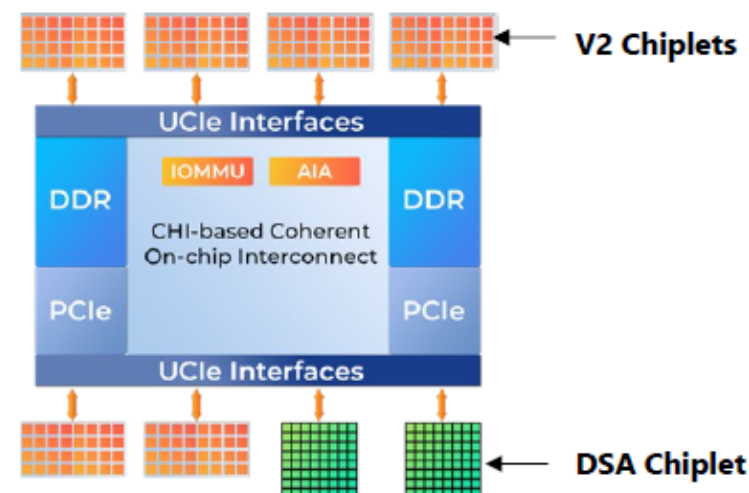 V2 Chiplets
UCIe Interfaces
IOMMU
AIA
DDR
DDR
CHI-based Coherent
On-chip Interconnect
PCIe
PCIe
UCIe Interfaces
DSA Chiplet